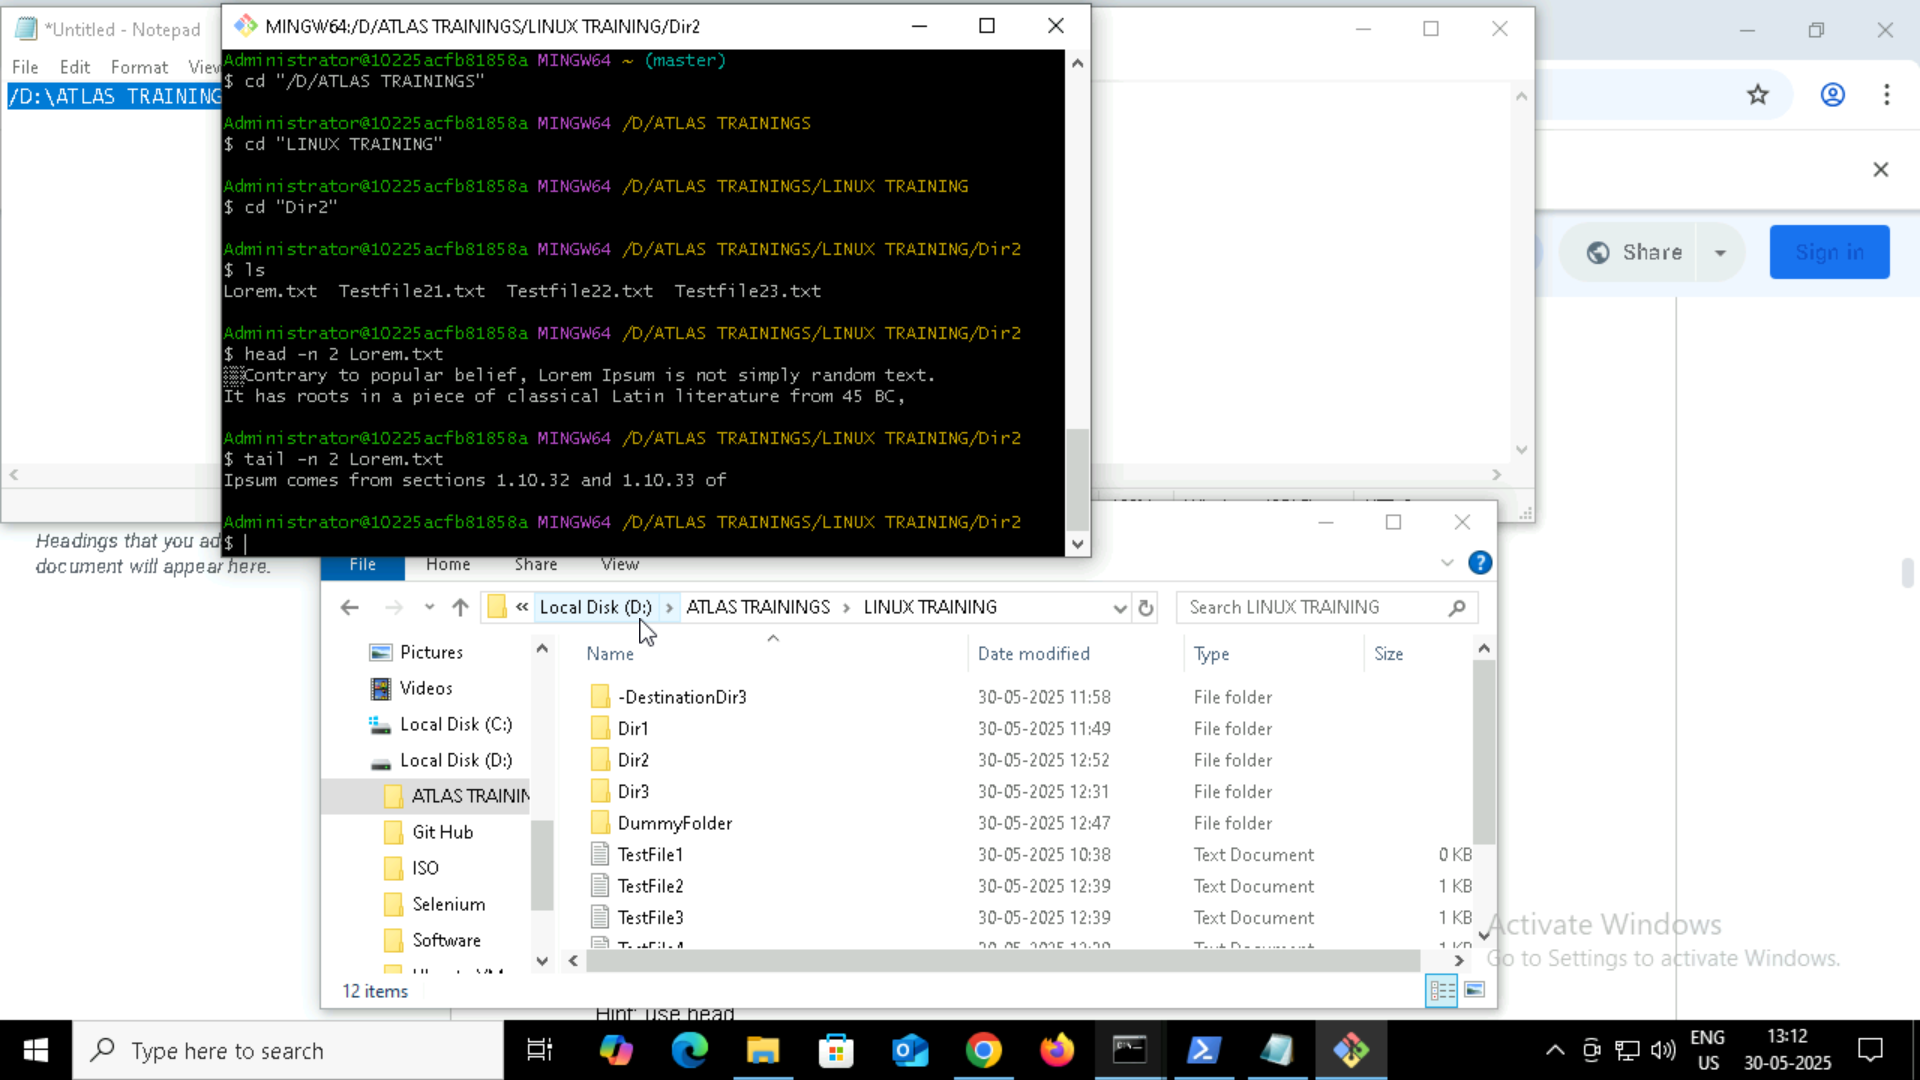 *Untitled - Notepad
File Edit Format View
/D:\ATLAS TRAINING
MINGW64:/D/ATLAS TRAININGS/LINUX TRAINING/Dir2
Administrator@10225acfb81858a MINGW64 ~ (master)
$ cd "/D/ATLAS TRAININGS"
Administrator@10225acfb81858a MINGW64 /D/ATLAS TRAININGS
$ cd "LINUX TRAINING"
Administrator@10225acfb81858a MINGW64 /D/ATLAS TRAININGS/LINUX TRAINING
$ cd "Dir2"
Administrator@10225acfb81858a MINGW64 /D/ATLAS TRAININGS/LINUX TRAINING/Dir2
$ ls
Lorem.txt Testfile21.txt Testfile22.txt Testfile23.txt
Administrator@10225acfb81858a MINGW64 /D/ATLAS TRAININGS/LINUX TRAINING/Dir2
$ head -n 2 Lorem.txt
Contrary to popular belief, Lorem Ipsum is not simply random text.
It has roots in a piece of classical Latin literature from 45 BC,
Administrator@10225acfb81858a MINGW64 /D/ATLAS TRAININGS/LINUX TRAINING/Dir2
$ tail -n 2 Lorem.txt
Ipsum comes from sections 1.10.32 and 1.10.33 of
Administrator@10225acfb81858a MINGW64 /D/ATLAS TRAININGS/LINUX TRAINING/Dir2
$
Share
Sign in
Headings that you ad
document will appear here.
File Home Share View
« Local Disk (D:) › ATLAS TRAININGS › LINUX TRAINING
Search LINUX TRAINING
Pictures
Videos
Local Disk (C:)
Local Disk (D:)
ATLAS TRAININ
Git Hub
ISO
Selenium
Software
Name Date modified Type Size
-DestinationDir3 30-05-2025 11:58 File folder
Dir1 30-05-2025 11:49 File folder
Dir2 30-05-2025 12:52 File folder
Dir3 30-05-2025 12:31 File folder
DummyFolder 30-05-2025 12:47 File folder
TestFile1 30-05-2025 10:38 Text Document 0 KB
TestFile2 30-05-2025 12:39 Text Document 1 KB
TestFile3 30-05-2025 12:39 Text Document 1 KB
12 items
Hint: use head
Activate Windows
Go to Settings to activate Windows.
Type here to search
ENG
US
13:12
30-05-2025